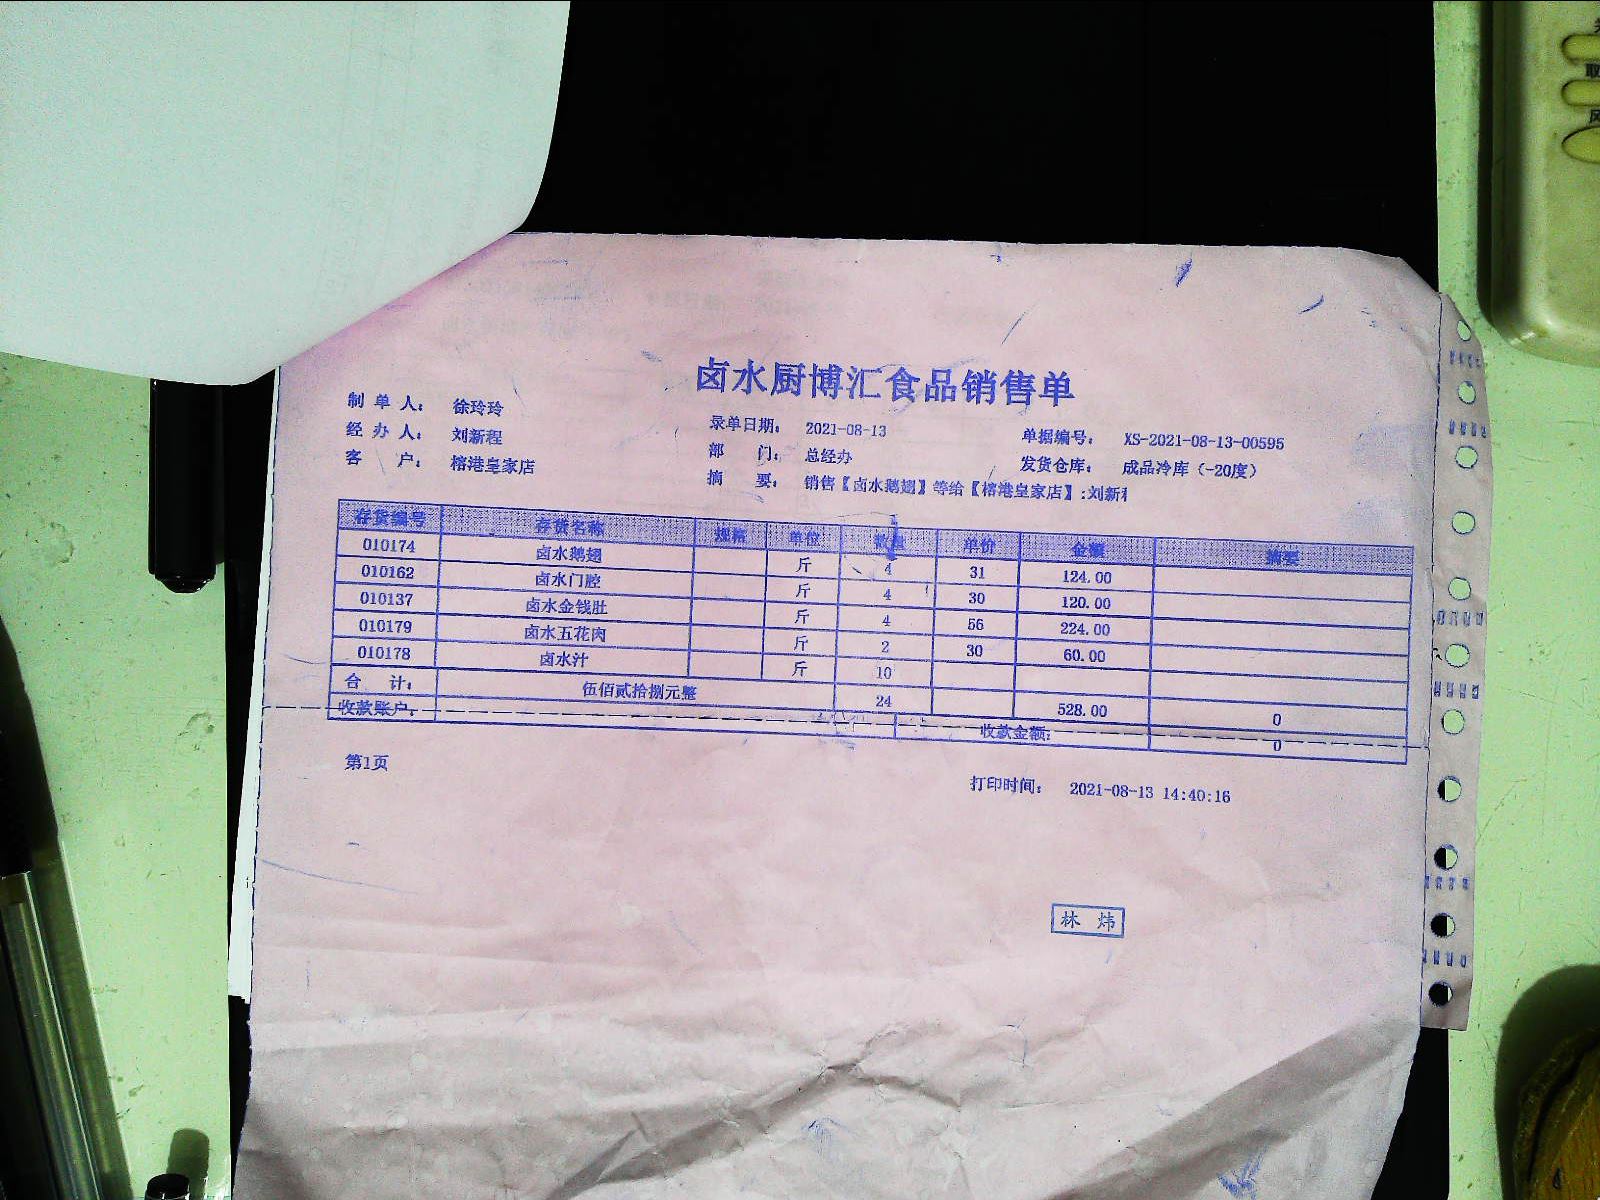 卤水厨博汇食品销售单
制单人： 徐玲玲 录单日期： 2021-08-13 单据编号： XS-2021-08-13-00595
经办人： 刘新程 部门： 总经办 发货仓库： 成品冷库（-20度）
客户： 榕港皇家店 摘要： 销售【卤水鹅翅】等给【榕港皇家店】:刘新
存货编号 存货名称 规格 单位 数量 单价 金额 摘要
010174 卤水鹅翅 斤 4 31 124.00
010162 卤水门腔 斤 4 30 120.00
010137 卤水金钱肚 斤 4 56 224.00
010179 卤水五花肉 斤 2 30 60.00
010178 卤水汁 斤 10
合计： 伍佰贰拾捌元整 24 528.00 0
收款账户： 收款金额： 0
第1页 打印时间： 2021-08-13 14:40:16
林 炜